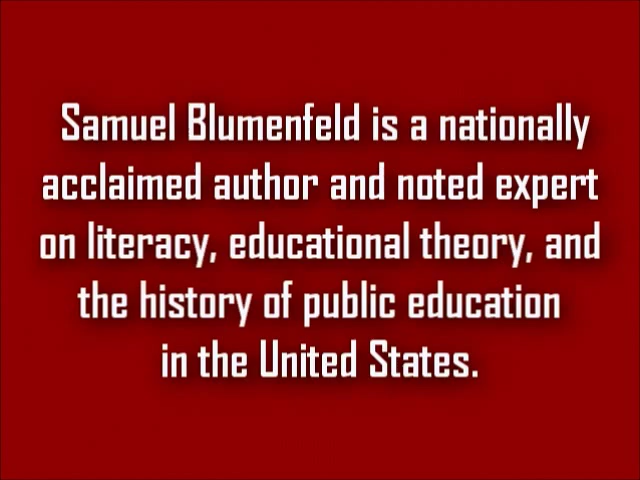 Samuel Blumenfeld is a nationally
acclaimed author and noted expert
on literacy, educational theory, and
the history of public education
in the United States.